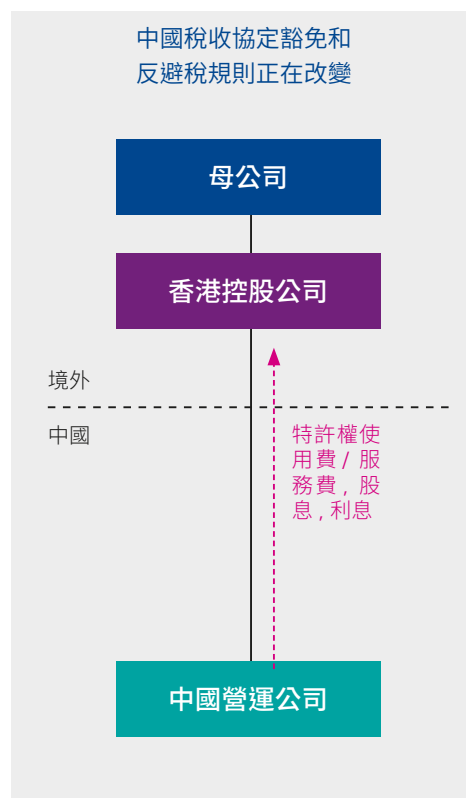 中國稅收協定豁免和
反避稅規則正在改變
母公司
香港控股公司
境外
中國
特許權使
用費 / 服
務費 , 股
息 , 利息
中國營運公司